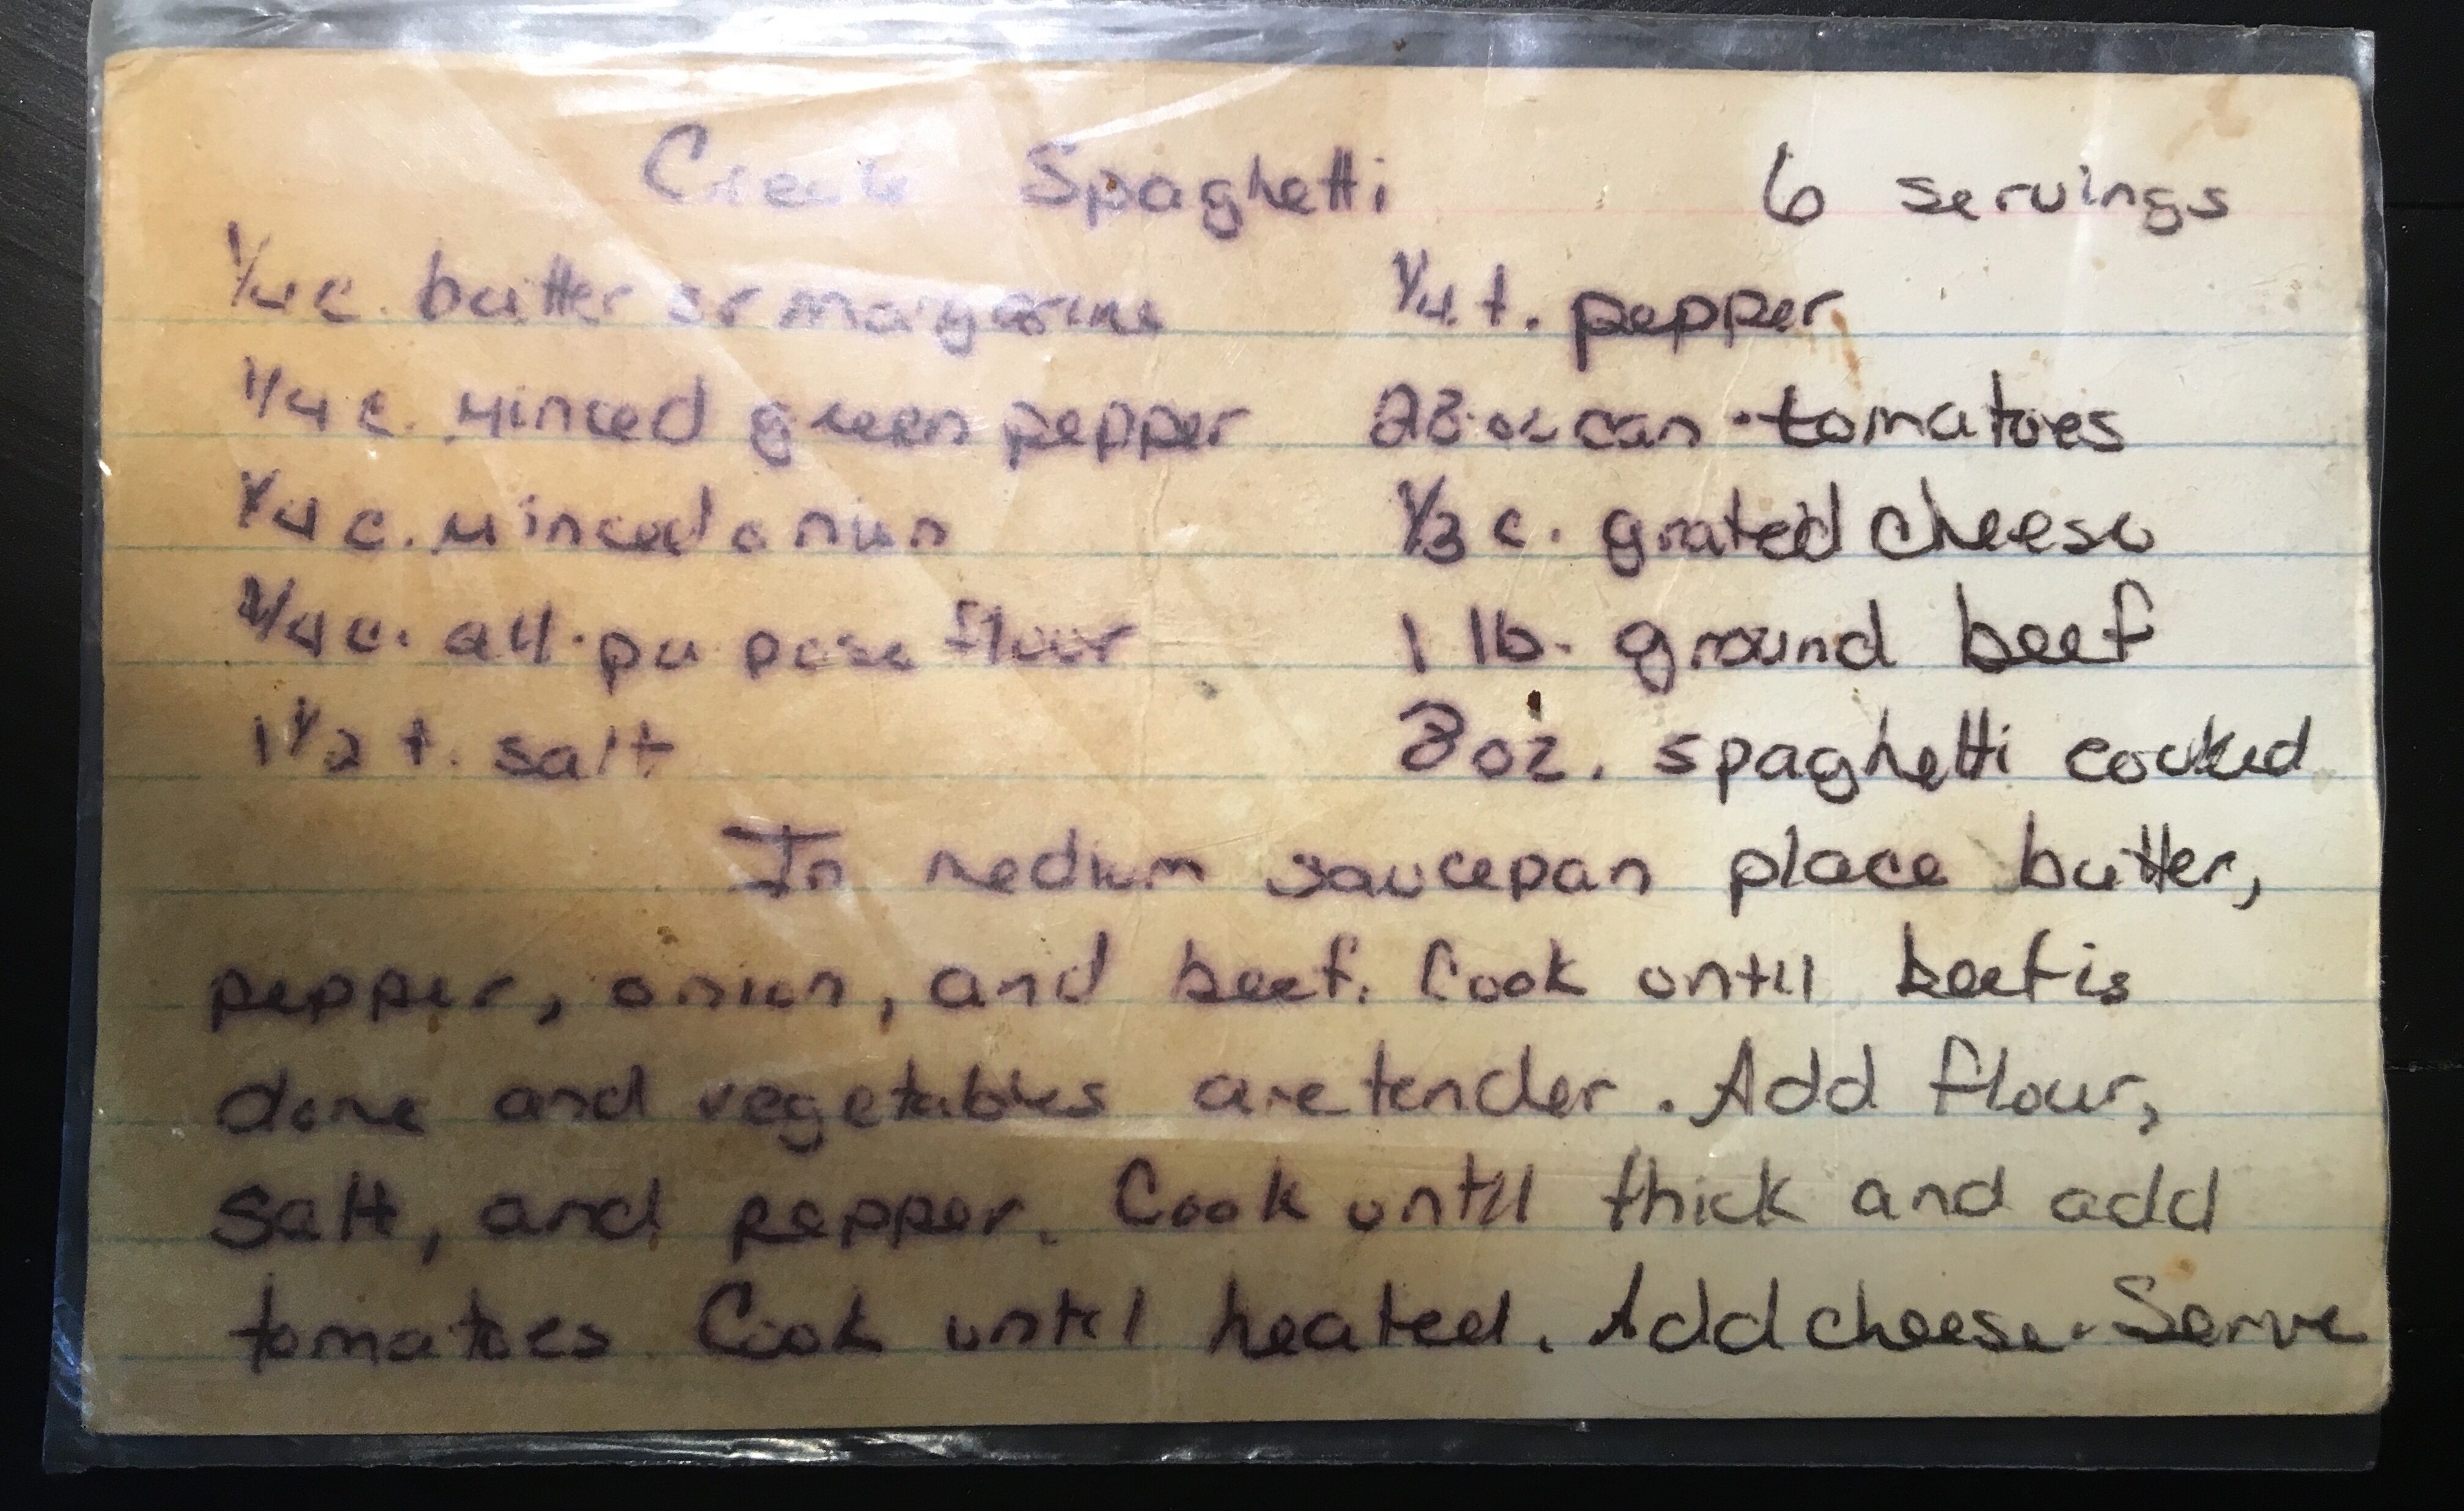 Creole Spaghetti 6 servings
1/4 c. butter or margarine 1/4 t. pepper
1/4 c. minced green pepper 28 oz can tomatoes
1/4 c. minced onion 1/3 c. grated cheese
1/4 c. all-pu pose flour 1 lb. ground beef
1 1/2 t. salt 8 oz. spaghetti cooked
In medium saucepan place butter,
pepper, onion, and beef. Cook until beef is
done and vegetables are tender. Add flour,
salt, and pepper. Cook until thick and add
tomatoes Cook until heated. Add cheese. Serve